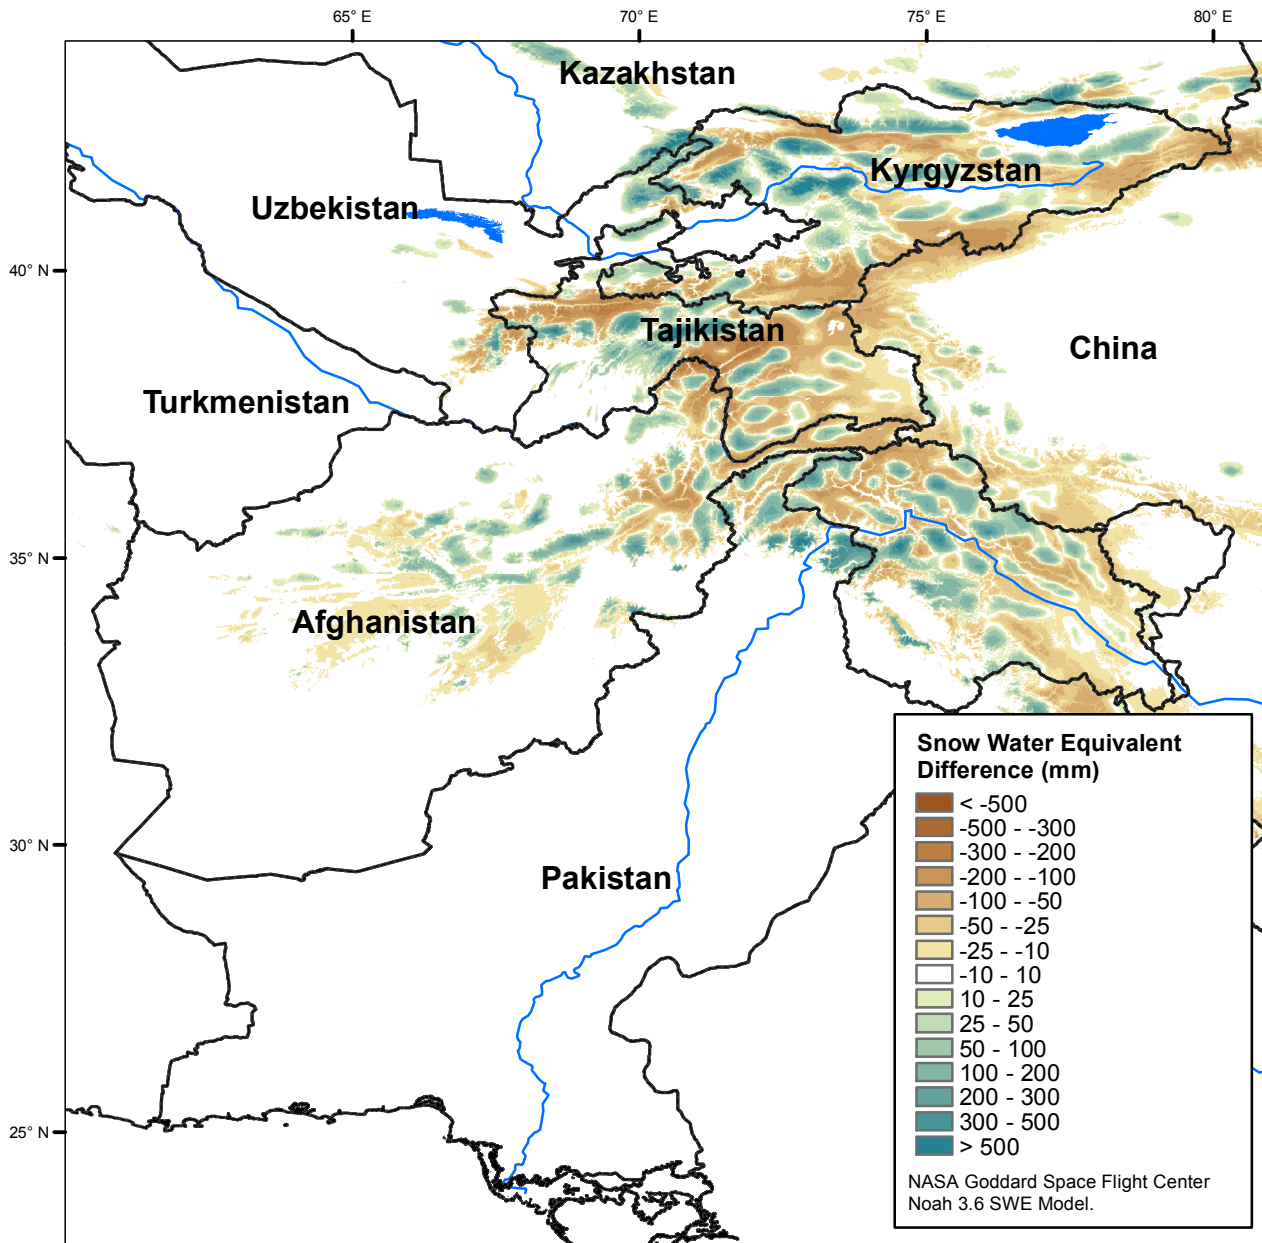 65° E
70° E
75° E
80° E
Kazakhstan
Kyrgyzstan
Uzbekistan
40° N
Tajikistan
China
Turkmenistan
35° N
Afghanistan
30° N
Pakistan
25° N
Snow Water Equivalent
Difference (mm)
< -500
-500 - -300
-300 - -200
-200 - -100
-100 - -50
-50 - -25
-25 - -10
-10 - 10
10 - 25
25 - 50
50 - 100
100 - 200
200 - 300
300 - 500
> 500
NASA Goddard Space Flight Center
Noah 3.6 SWE Model.